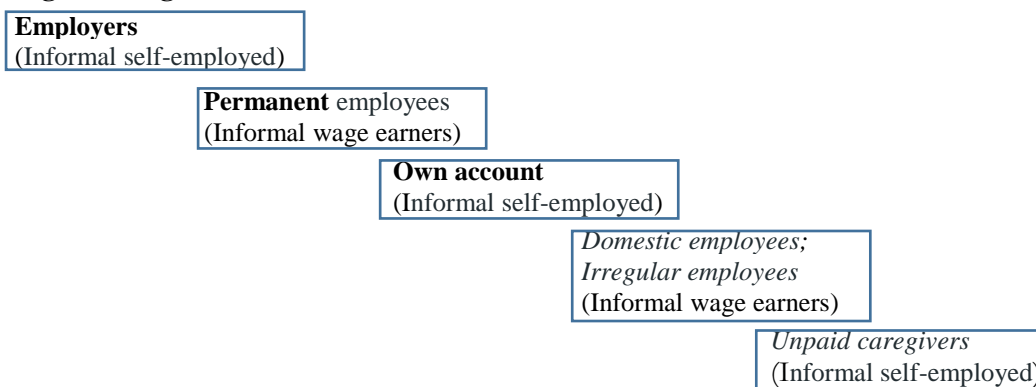 Employers
(Informal self-employed)
Permanent employees
(Informal wage earners)
Own account
(Informal self-employed)
Domestic employees;
Irregular employees
(Informal wage earners)
Unpaid caregivers
(Informal self-employed)